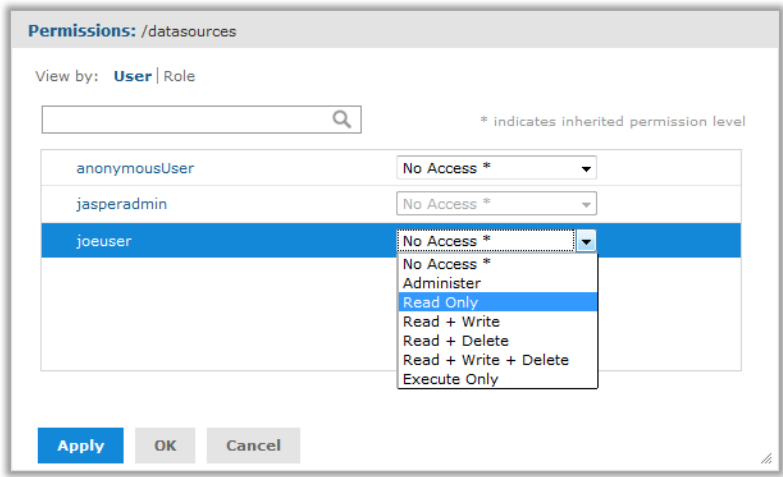 Permissions: /datasources
View by: User | Role
* indicates inherited permission level
anonymousUser No Access *
jasperadmin No Access *
joeuser No Access *
No Access *
Administer
Read Only
Read + Write
Read + Delete
Read + Write + Delete
Execute Only
Apply OK Cancel